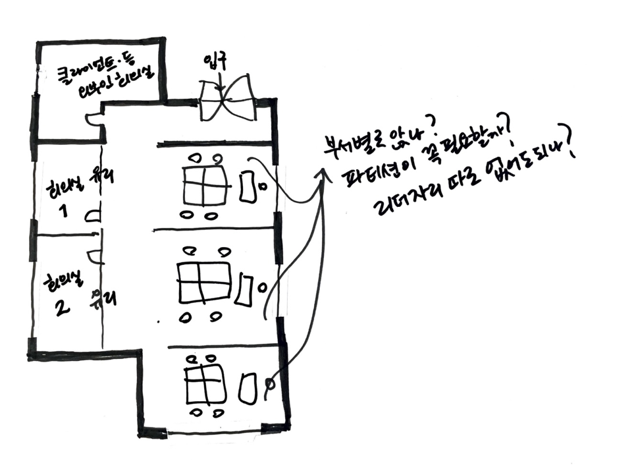 클라이언트·등
외부인 회의실
입구
부서별로 앉나?
파티션이 꼭 필요할까?
리더자리 따로 없어도되나?
회의실 유리
1
회의실
2 유리